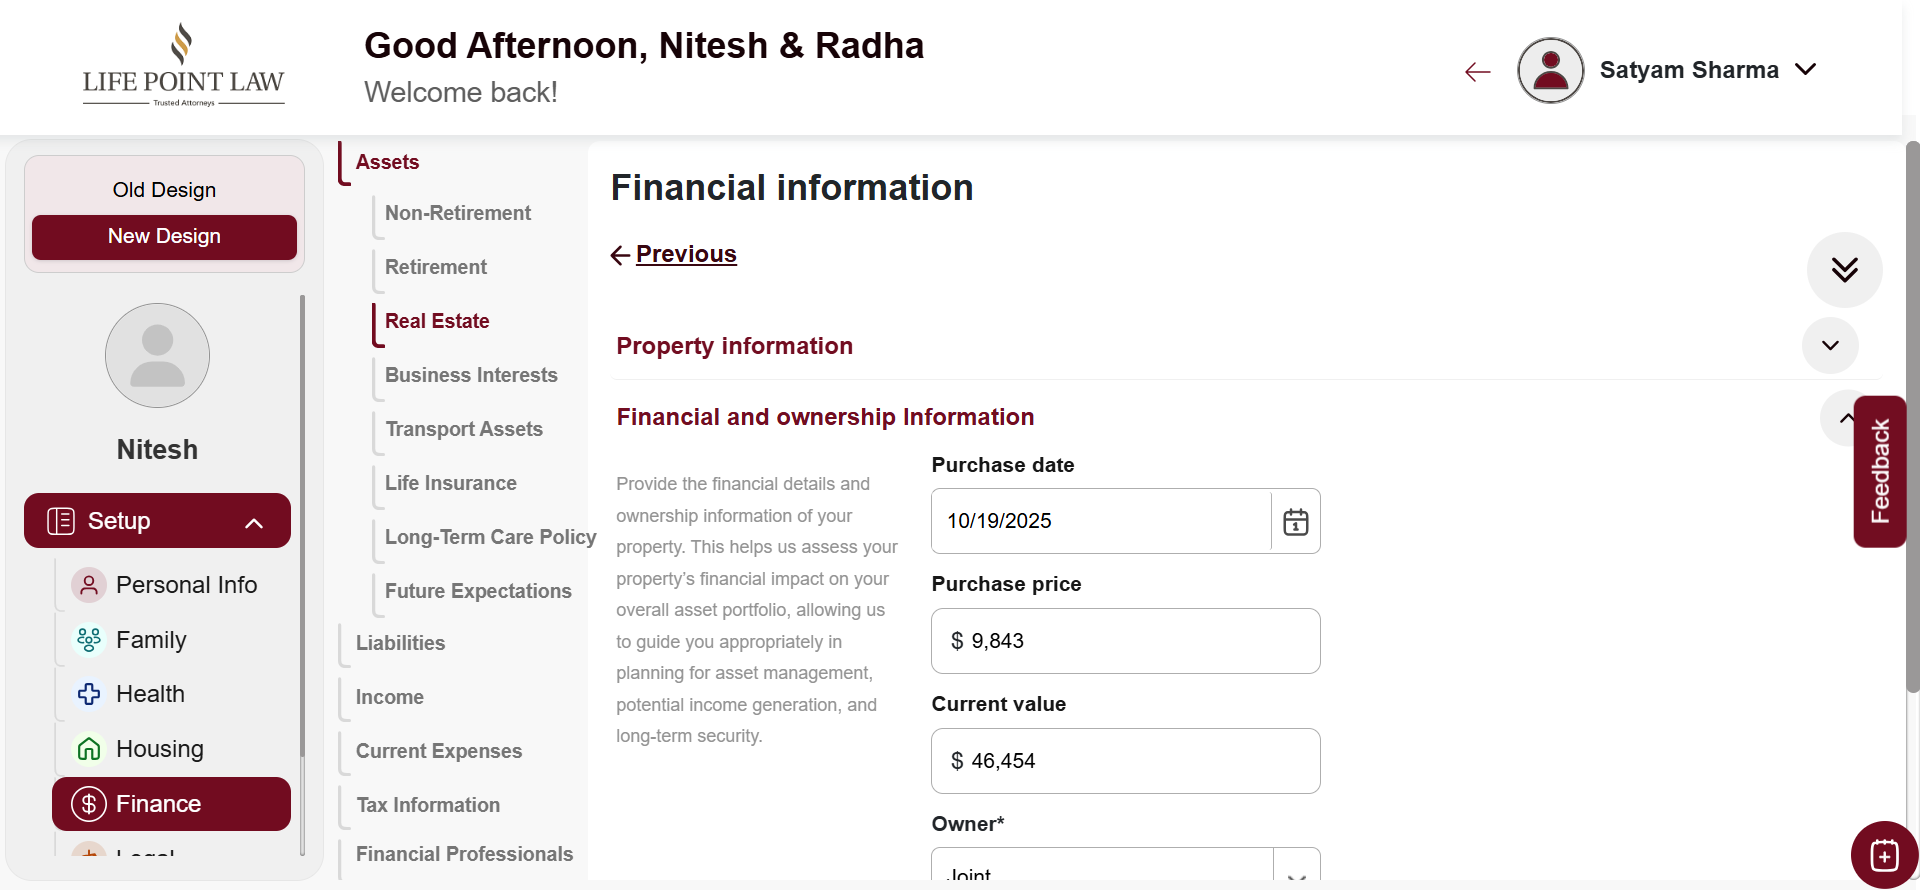 LIFE POINT LAW
Trusted Attorneys
Good Afternoon, Nitesh & Radha
Welcome back!
Satyam Sharma
Old Design
New Design
Nitesh
Setup
Personal Info
Family
Health
Housing
Finance
Legal
Assets
Non-Retirement
Retirement
Real Estate
Business Interests
Transport Assets
Life Insurance
Long-Term Care Policy
Future Expectations
Liabilities
Income
Current Expenses
Tax Information
Financial Professionals
Financial information
Previous
Property information
Financial and ownership Information
Provide the financial details and
ownership information of your
property. This helps us assess your
property’s financial impact on your
overall asset portfolio, allowing us
to guide you appropriately in
planning for asset management,
potential income generation, and
long-term security.
Purchase date
10/19/2025
1
Purchase price
$ 9,843
Current value
$ 46,454
Owner*
Joint
Feedback